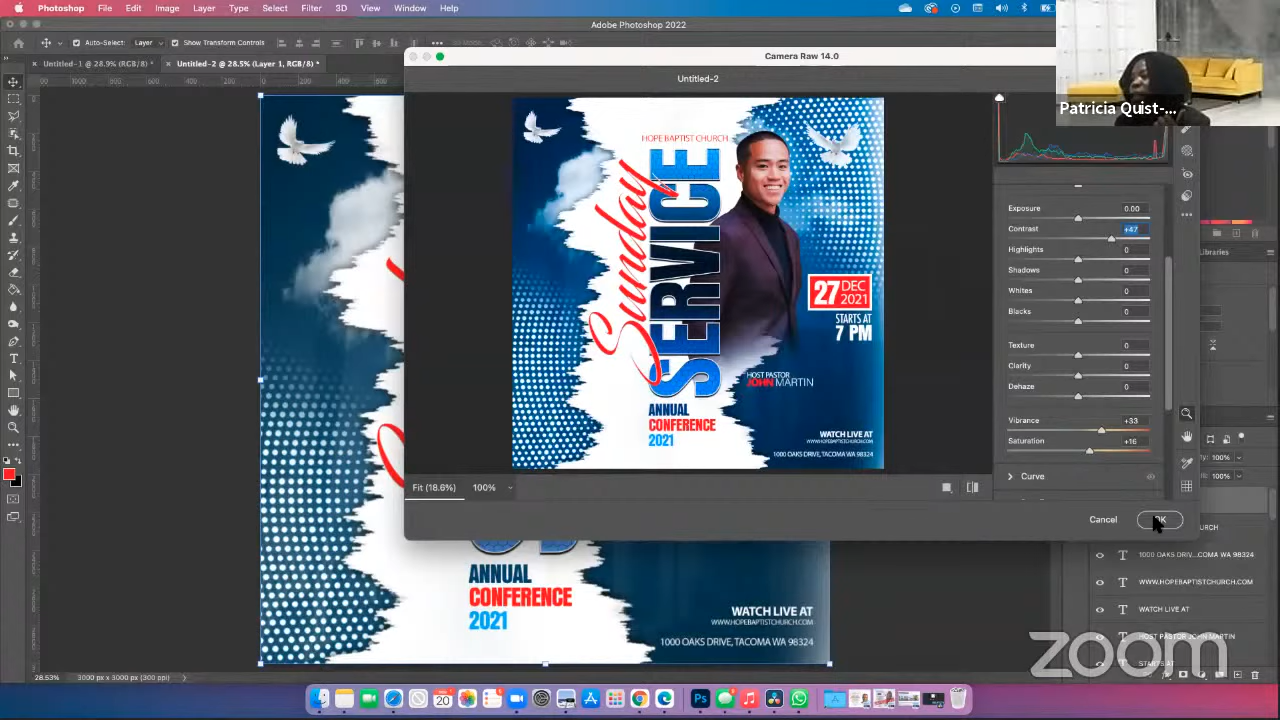 Photoshop File Edit Image Layer Type Select Filter 3D View Window Help
Adobe Photoshop 2022
Auto-Select: Layer Show Transform Controls
Untitled-1 @ 28.9% (RGB/8) * Untitled-2 @ 28.5% (Layer 1, RGB/8) *
Camera Raw 14.0
Untitled-2
Patricia Quist-...
HOPE BAPTIST CHURCH
Sunday
SERVICE
27 DEC
2021
STARTS AT
7 PM
HOST PASTOR
JOHN MARTIN
ANNUAL
CONFERENCE
2021
WATCH LIVE AT
WWW.HOPEBAPTISTCHURCH.COM
1000 OAKS DRIVE, TACOMA WA 98324
Exposure 0.00
Contrast +47
Highlights 0
Shadows 0
Whites 0
Blacks 0
Texture 0
Clarity 0
Dehaze 0
Vibrance +33
Saturation +16
Curve
Fit (18.6%) 100%
Cancel OK
Libraries
100%
100%
ANNUAL
CONFERENCE
2021
WATCH LIVE AT
WWW.HOPEBAPTISTCHURCH.COM
1000 OAKS DRIVE, TACOMA WA 98324
1000 OAKS DRIV...COMA WA 98324
WWW.HOPEBAPTISTCHURCH.COM
WATCH LIVE AT
HOST PASTOR JOHN MARTIN
STARTS AT
zoom
28.53% 3000 px x 3000 px (300 ppi)